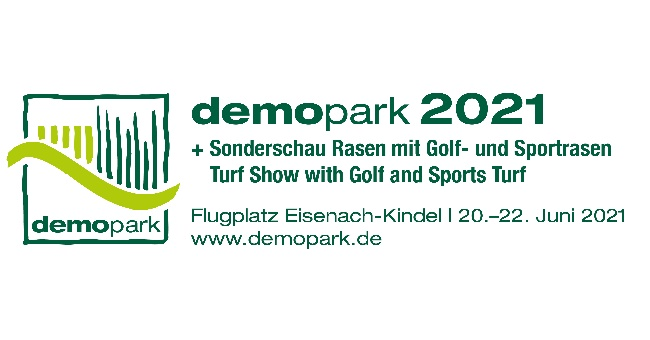 demopark
demopark 2021
+ Sonderschau Rasen mit Golf- und Sportrasen
Turf Show with Golf and Sports Turf
Flugplatz Eisenach-Kindel | 20.–22. Juni 2021
www.demopark.de